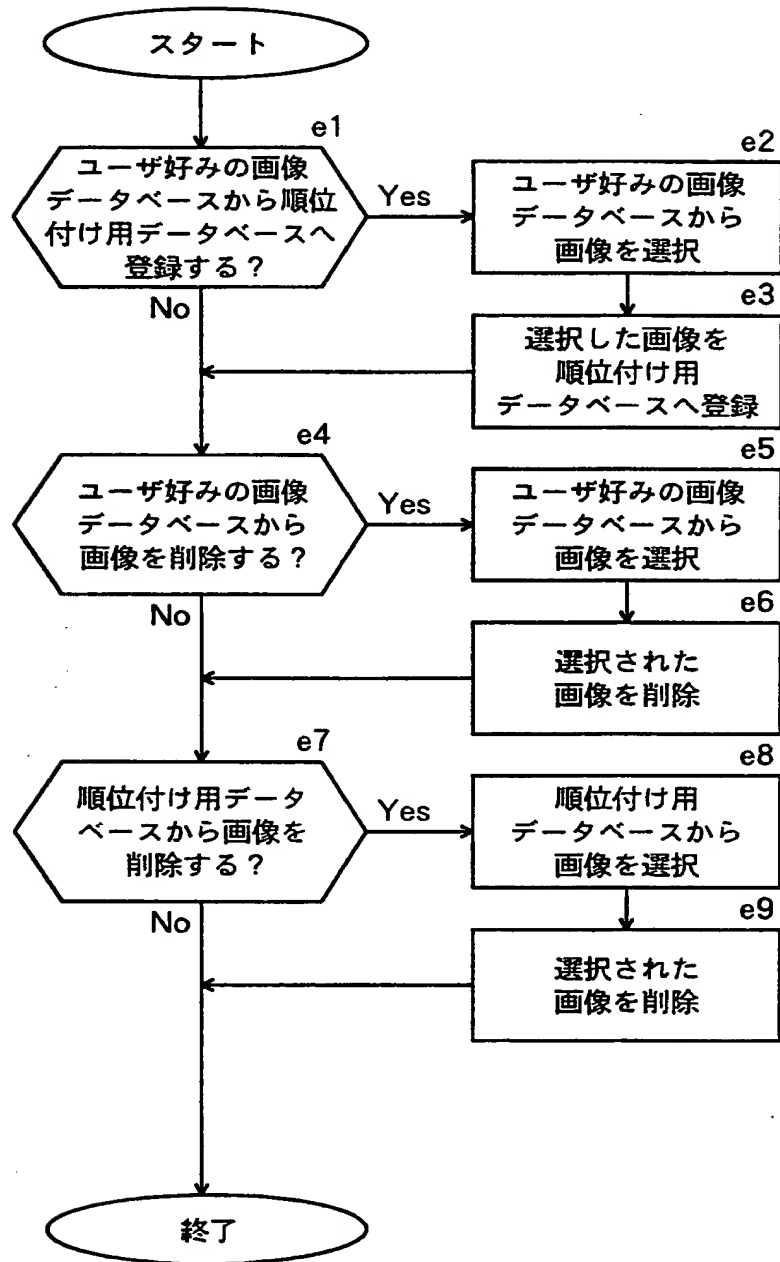 スタート
e1
ユーザ好みの画像
データベースから順位
付け用データベースへ
登録する？
Yes
No
e2
ユーザ好みの画像
データベースから
画像を選択
e3
選択した画像を
順位付け用
データベースへ登録
e4
ユーザ好みの画像
データベースから
画像を削除する？
Yes
No
e5
ユーザ好みの画像
データベースから
画像を選択
e6
選択された
画像を削除
e7
順位付け用データ
ベースから画像を
削除する？
Yes
No
e8
順位付け用
データベースから
画像を選択
e9
選択された
画像を削除
終了